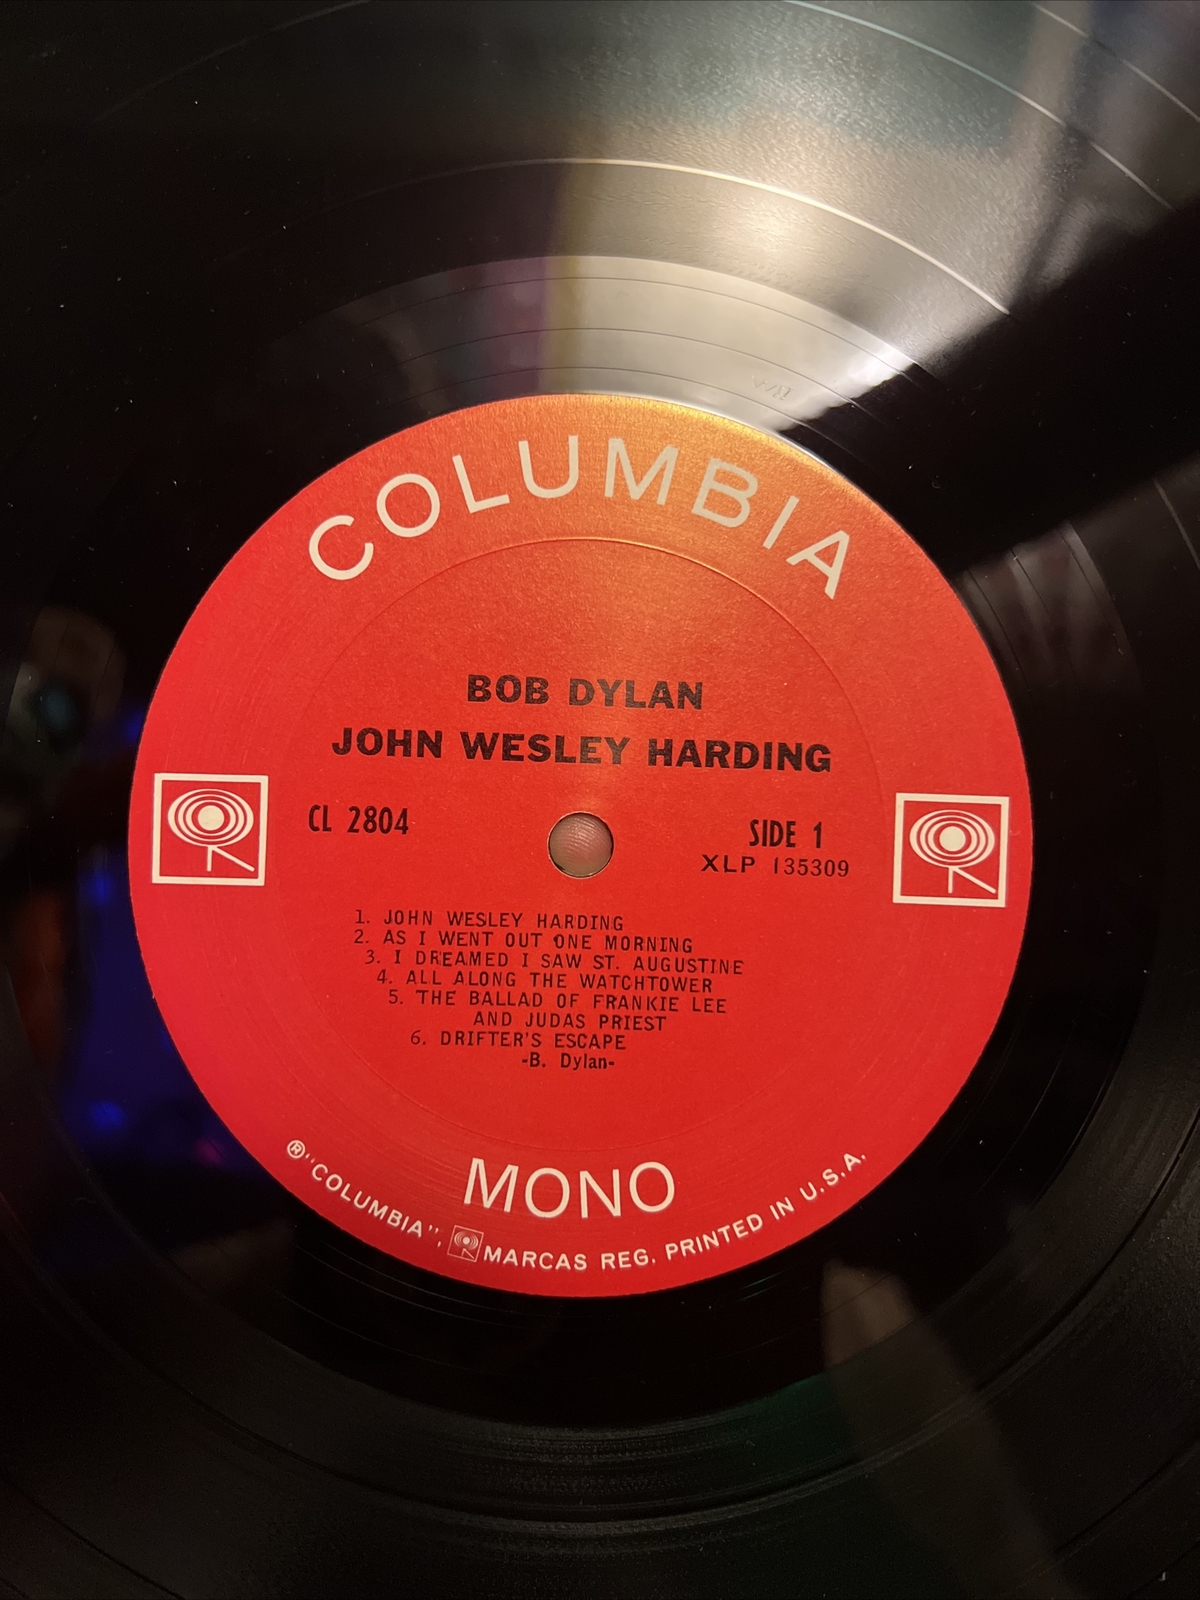 COLUMBIA
BOB DYLAN
JOHN WESLEY HARDING
CL 2804
SIDE 1
XLP 135309
1. JOHN WESLEY HARDING
2. AS I WENT OUT ONE MORNING
3. I DREAMED I SAW ST. AUGUSTINE
4. ALL ALONG THE WATCHTOWER
5. THE BALLAD OF FRANKIE LEE
AND JUDAS PRIEST
6. DRIFTER'S ESCAPE
-B. Dylan-
MONO
®"COLUMBIA", MARCAS REG. PRINTED IN U.S.A.